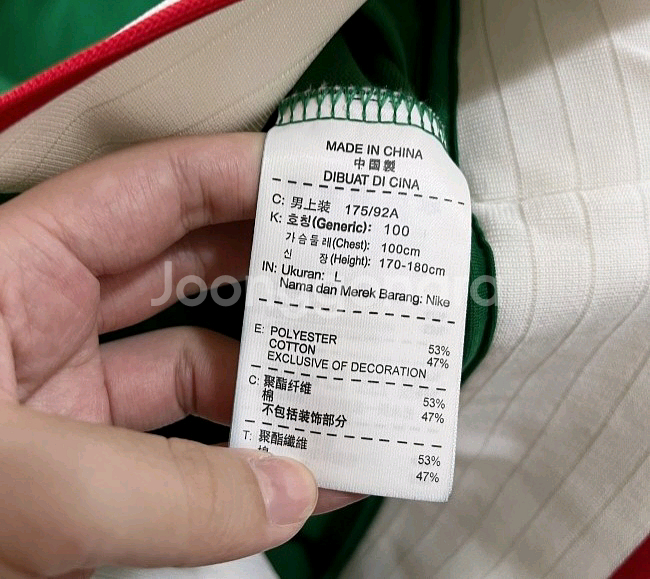 MADE IN CHINA
中国製
DIBUAT DI CINA
C: 男上装 175/92A
K: 호칭(Generic): 100
가슴둘레(Chest): 100cm
신 장(Height): 170-180cm
IN: Ukuran: L
Nama dan Merek Barang: Nike
E: POLYESTER 53%
COTTON 47%
EXCLUSIVE OF DECORATION
C: 聚酯纤维 53%
棉 47%
不包括装饰部分
T: 聚酯纖維 53%
47%